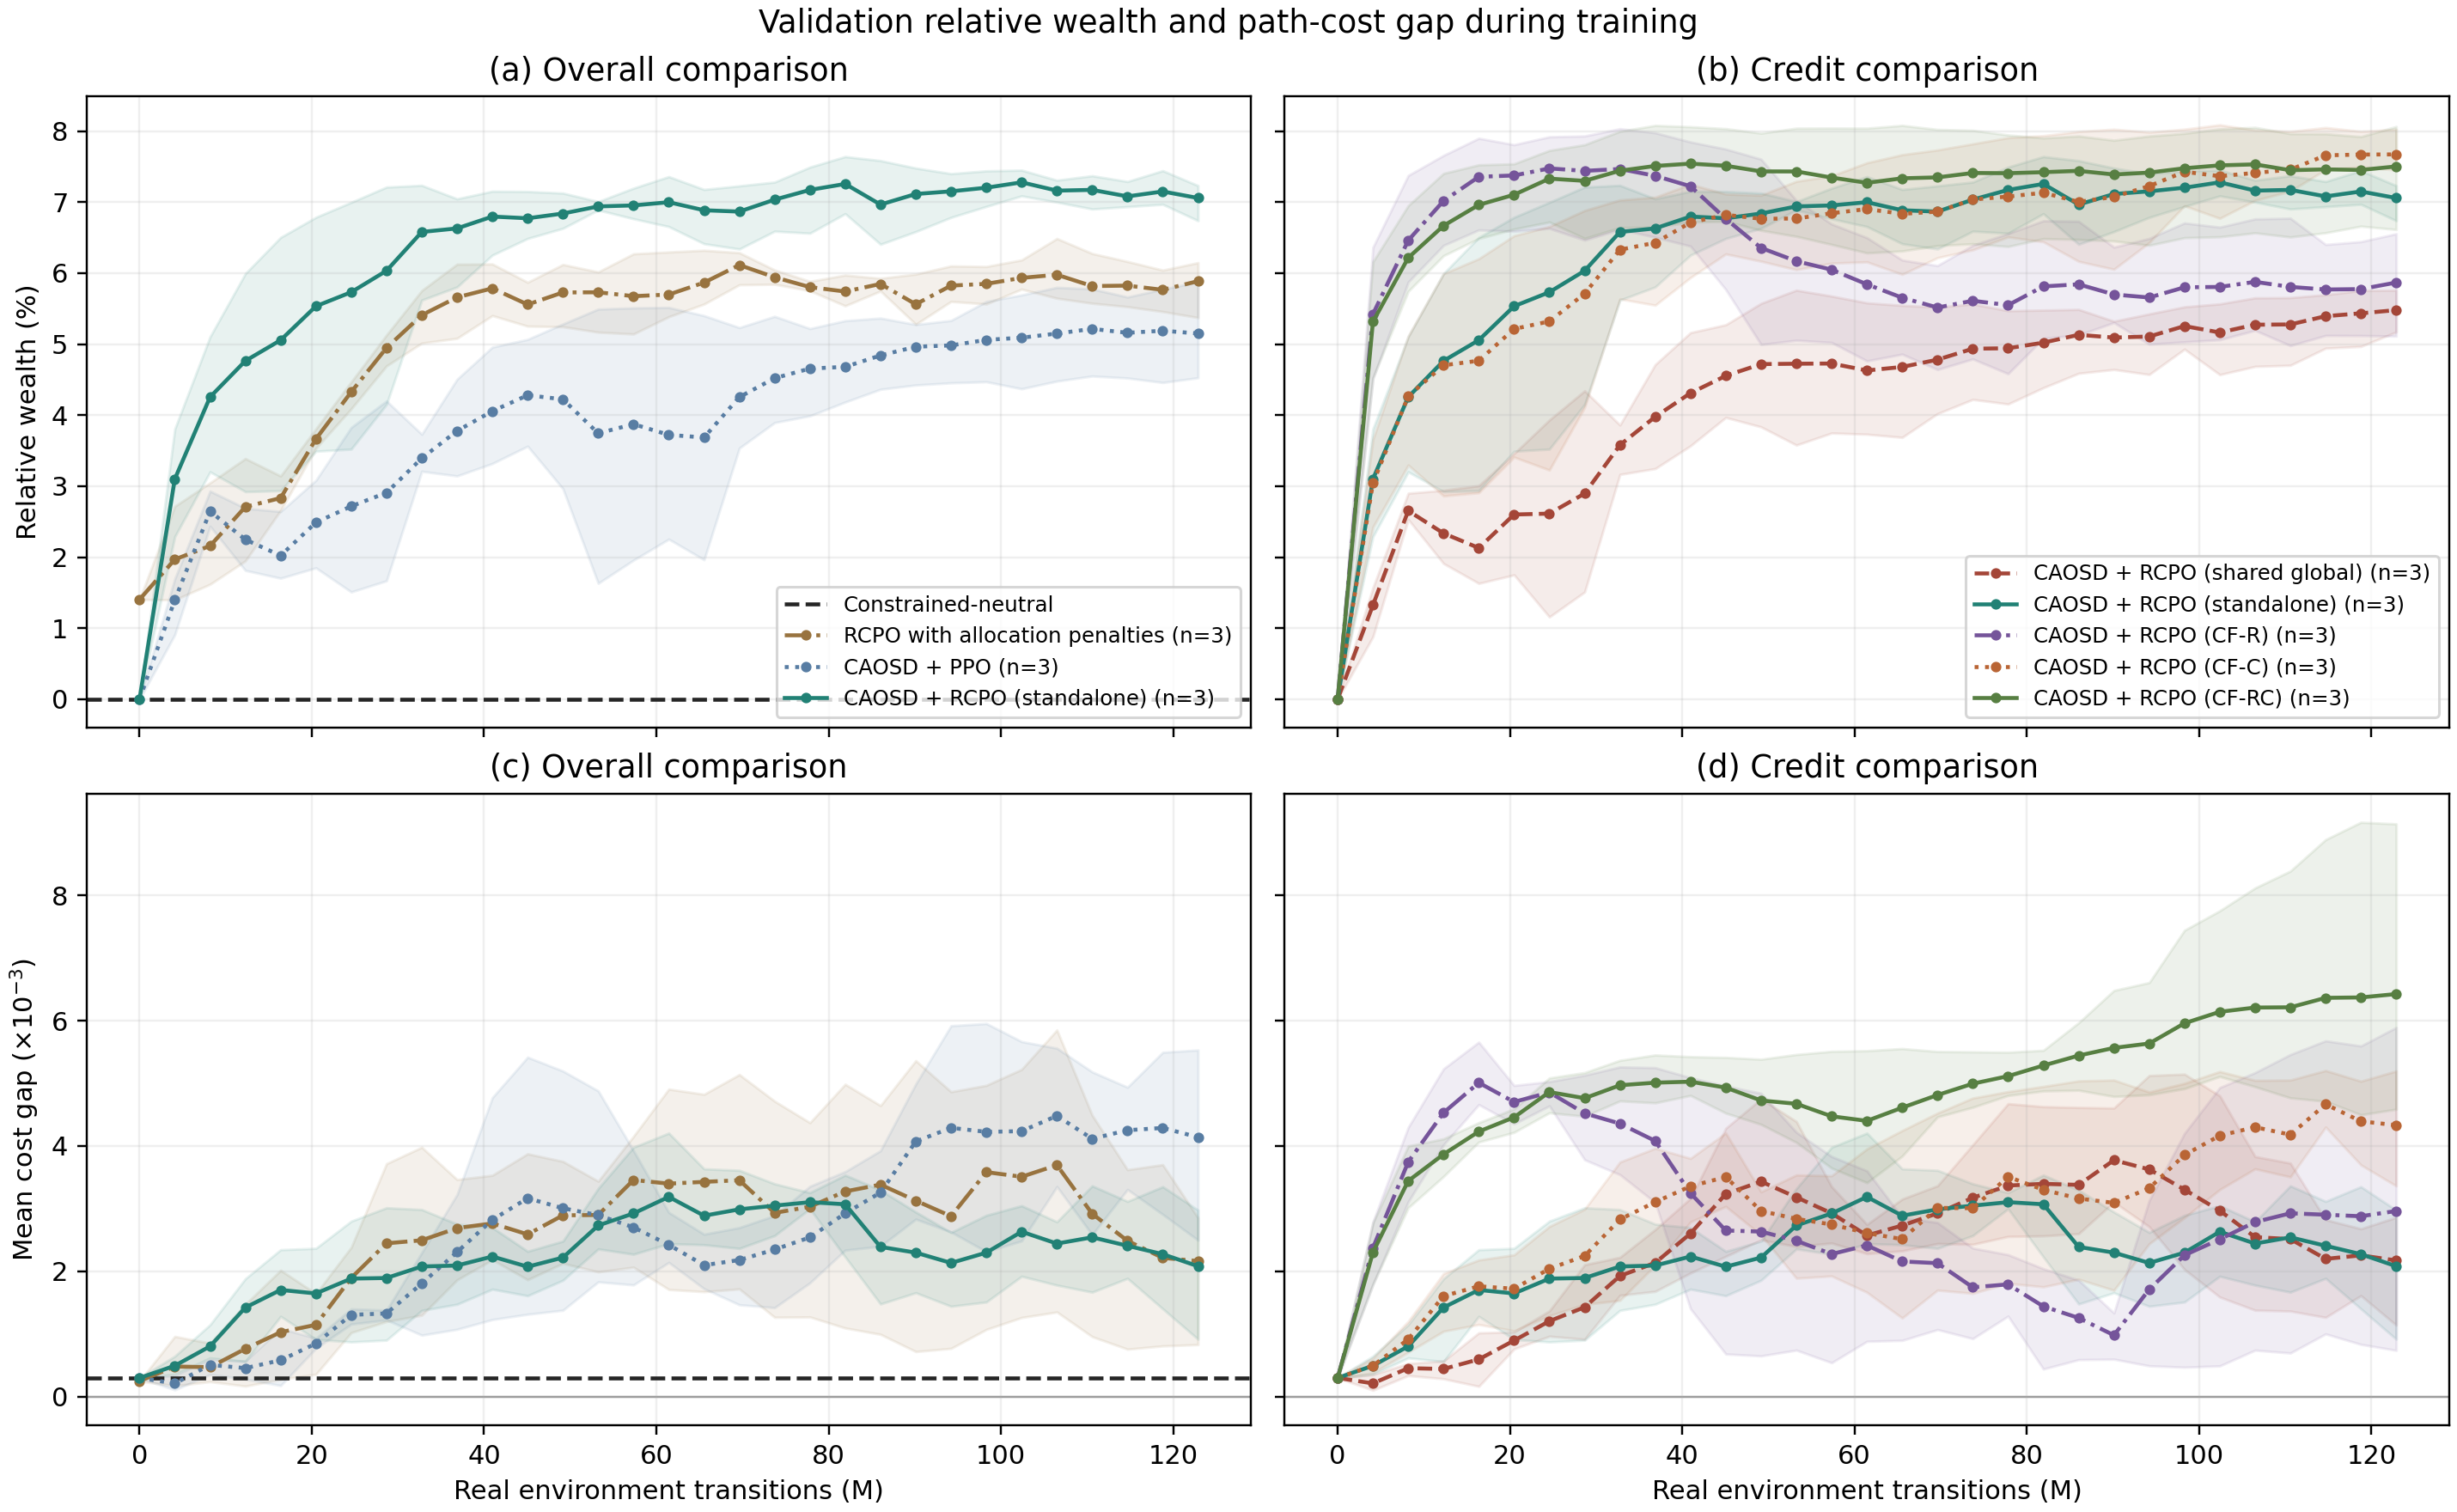 Validation relative wealth and path-cost gap during training
(a) Overall comparison
(b) Credit comparison
Relative wealth (%)
8
7
6
5
4
3
2
1
0
Constrained-neutral
RCPO with allocation penalties (n=3)
CAOSD + PPO (n=3)
CAOSD + RCPO (standalone) (n=3)
CAOSD + RCPO (shared global) (n=3)
CAOSD + RCPO (standalone) (n=3)
CAOSD + RCPO (CF-R) (n=3)
CAOSD + RCPO (CF-C) (n=3)
CAOSD + RCPO (CF-RC) (n=3)
(c) Overall comparison
(d) Credit comparison
Mean cost gap (×10⁻³)
8
6
4
2
0
0 20 40 60 80 100 120
0 20 40 60 80 100 120
Real environment transitions (M)
Real environment transitions (M)